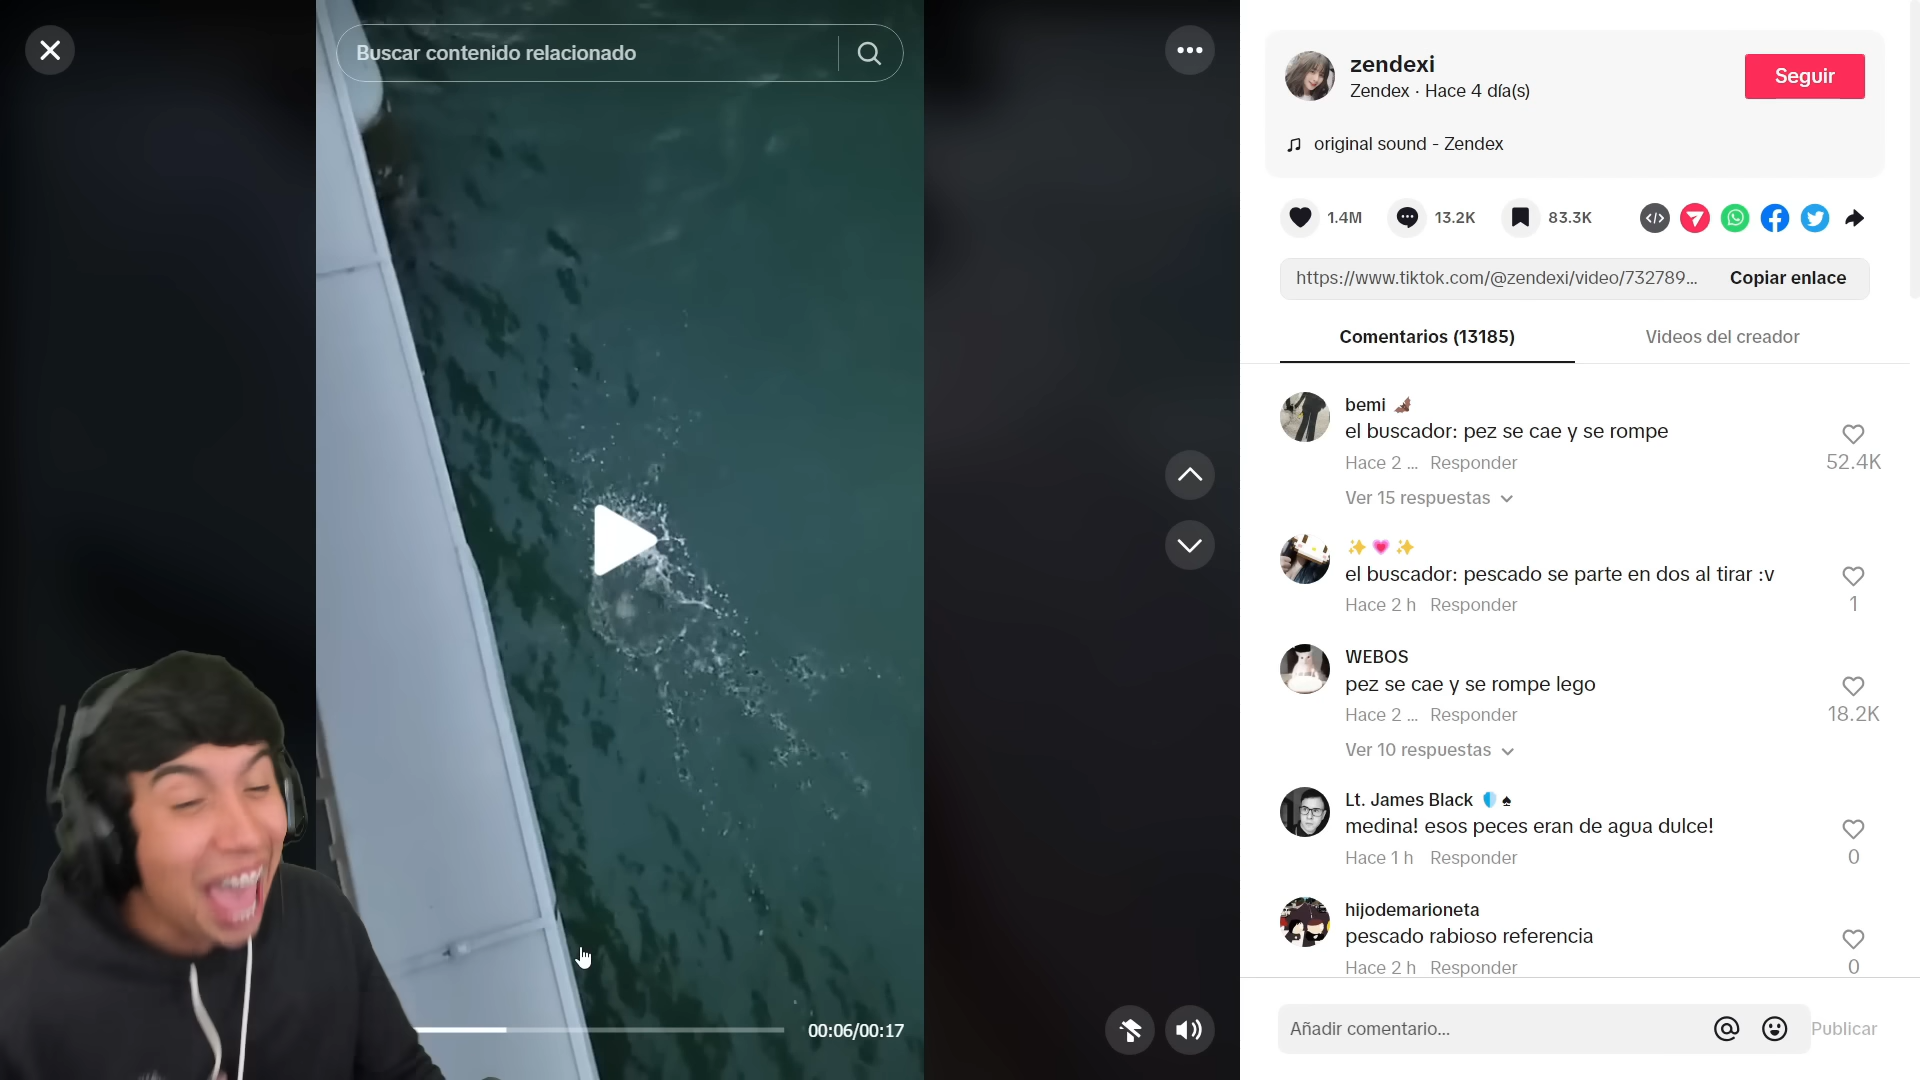 Buscar contenido relacionado
00:06/00:17
zendexi
Zendex · Hace 4 día(s)
Seguir
original sound - Zendex
1.4M
13.2K
83.3K
https://www.tiktok.com/@zendexi/video/732789...
Copiar enlace
Comentarios (13185)
Videos del creador
bemi 🦇
el buscador: pez se cae y se rompe
52.4K
Hace 2 ... Responder
Ver 15 respuestas
✨ 💗 ✨
el buscador: pescado se parte en dos al tirar :v
Hace 2 h Responder
1
WEBOS
pez se cae y se rompe lego
Hace 2 ... Responder
18.2K
Ver 10 respuestas
Lt. James Black 🛡️♠
medina! esos peces eran de agua dulce!
Hace 1 h Responder
0
hijodemarioneta
pescado rabioso referencia
Hace 2 h Responder
0
Añadir comentario...
Publicar